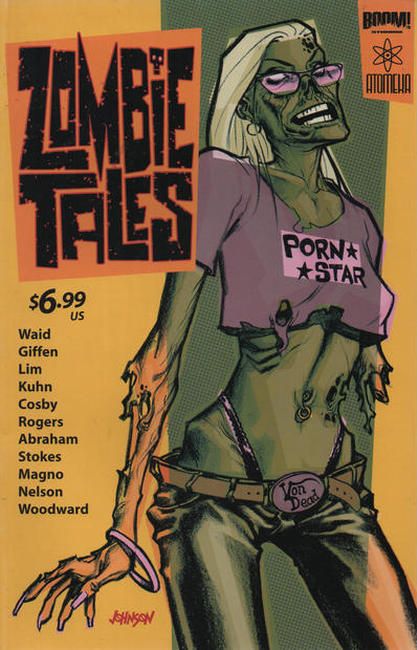 BOOM!
STUDIOS
ATOMEKA
ZOMBIE
TALES
PORN
STAR
$6.99
US
Waid
Giffen
Lim
Kuhn
Cosby
Rogers
Abraham
Stokes
Magno
Nelson
Woodward
Von
Dead
JOHNSON